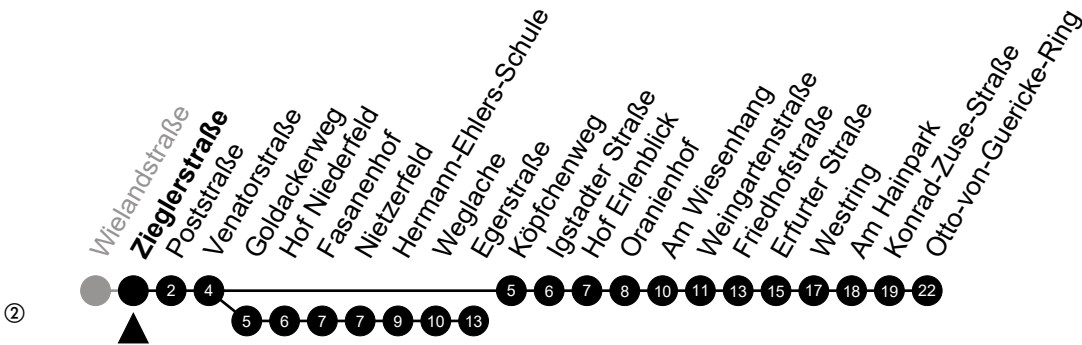 Wielandstraße
Zieglerstraße
Poststraße
Venatorstraße
Goldackerweg
Hof Niederfeld
Fasanenhof
Nietzerfeld
Hermann-Ehlers-Schule
Weglache
Egerstraße
Köpfchenweg
Igstadter Straße
Hof Erlenblick
Oranienhof
Am Wiesenhang
Weingartenstraße
Friedhofstraße
Erfurter Straße
Westring
Am Hainpark
Konrad-Zuse-Straße
Otto-von-Guericke-Ring
2 4 5 6 7 8 10 11 13 15 17 18 19 22
② 5 6 7 7 9 10 13